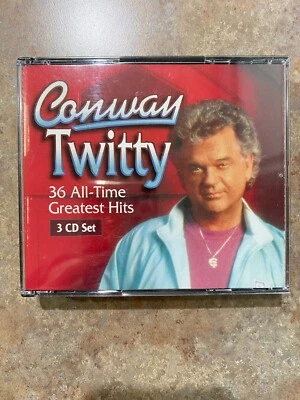 Conway
Twitty
36 All-Time
Greatest Hits
3 CD Set